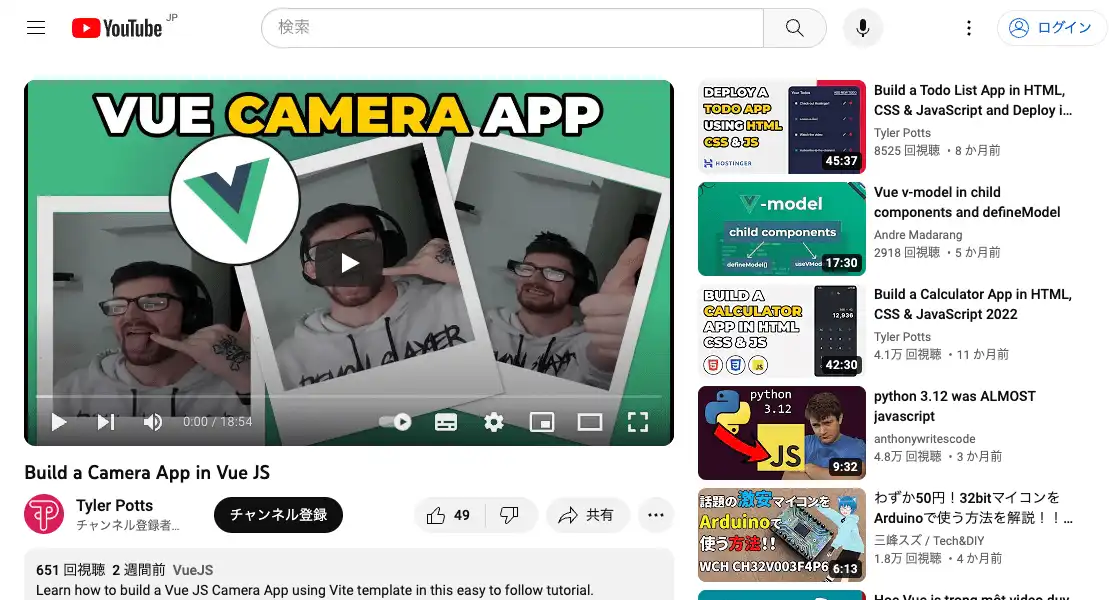 YouTube JP
検索
ログイン
VUE CAMERA APP
0:00 / 18:54
Build a Camera App in Vue JS
Tyler Potts
チャンネル登録者...
チャンネル登録
49
共有
651 回視聴 2 週間前 VueJS
Learn how to build a Vue JS Camera App using Vite template in this easy to follow tutorial.
DEPLOY A
TODO APP
USING HTML
CSS & JS
HOSTINGER
45:37
Build a Todo List App in HTML,
CSS & JavaScript and Deploy i...
Tyler Potts
8525 回視聴 ・8 か月前
-model
child components
defineModel()
17:30
Vue v-model in child
components and defineModel
Andre Madarang
2918 回視聴 ・5 か月前
BUILD A
CALCULATOR
APP IN HTML
CSS & JS
12,936
42:30
Build a Calculator App in HTML,
CSS & JavaScript 2022
Tyler Potts
4.1万 回視聴 ・11 か月前
python
3.12
JS
9:32
python 3.12 was ALMOST
javascript
anthonywritescode
4.8万 回視聴 ・3 か月前
話題の激安マイコンを
Arduinoで
使う方法!!
WCH CH32V003F4P6
6:13
わずか50円！32bitマイコンを
Arduinoで使う方法を解説！！...
三峰スズ / Tech&DIY
1.8万 回視聴 ・4 か月前